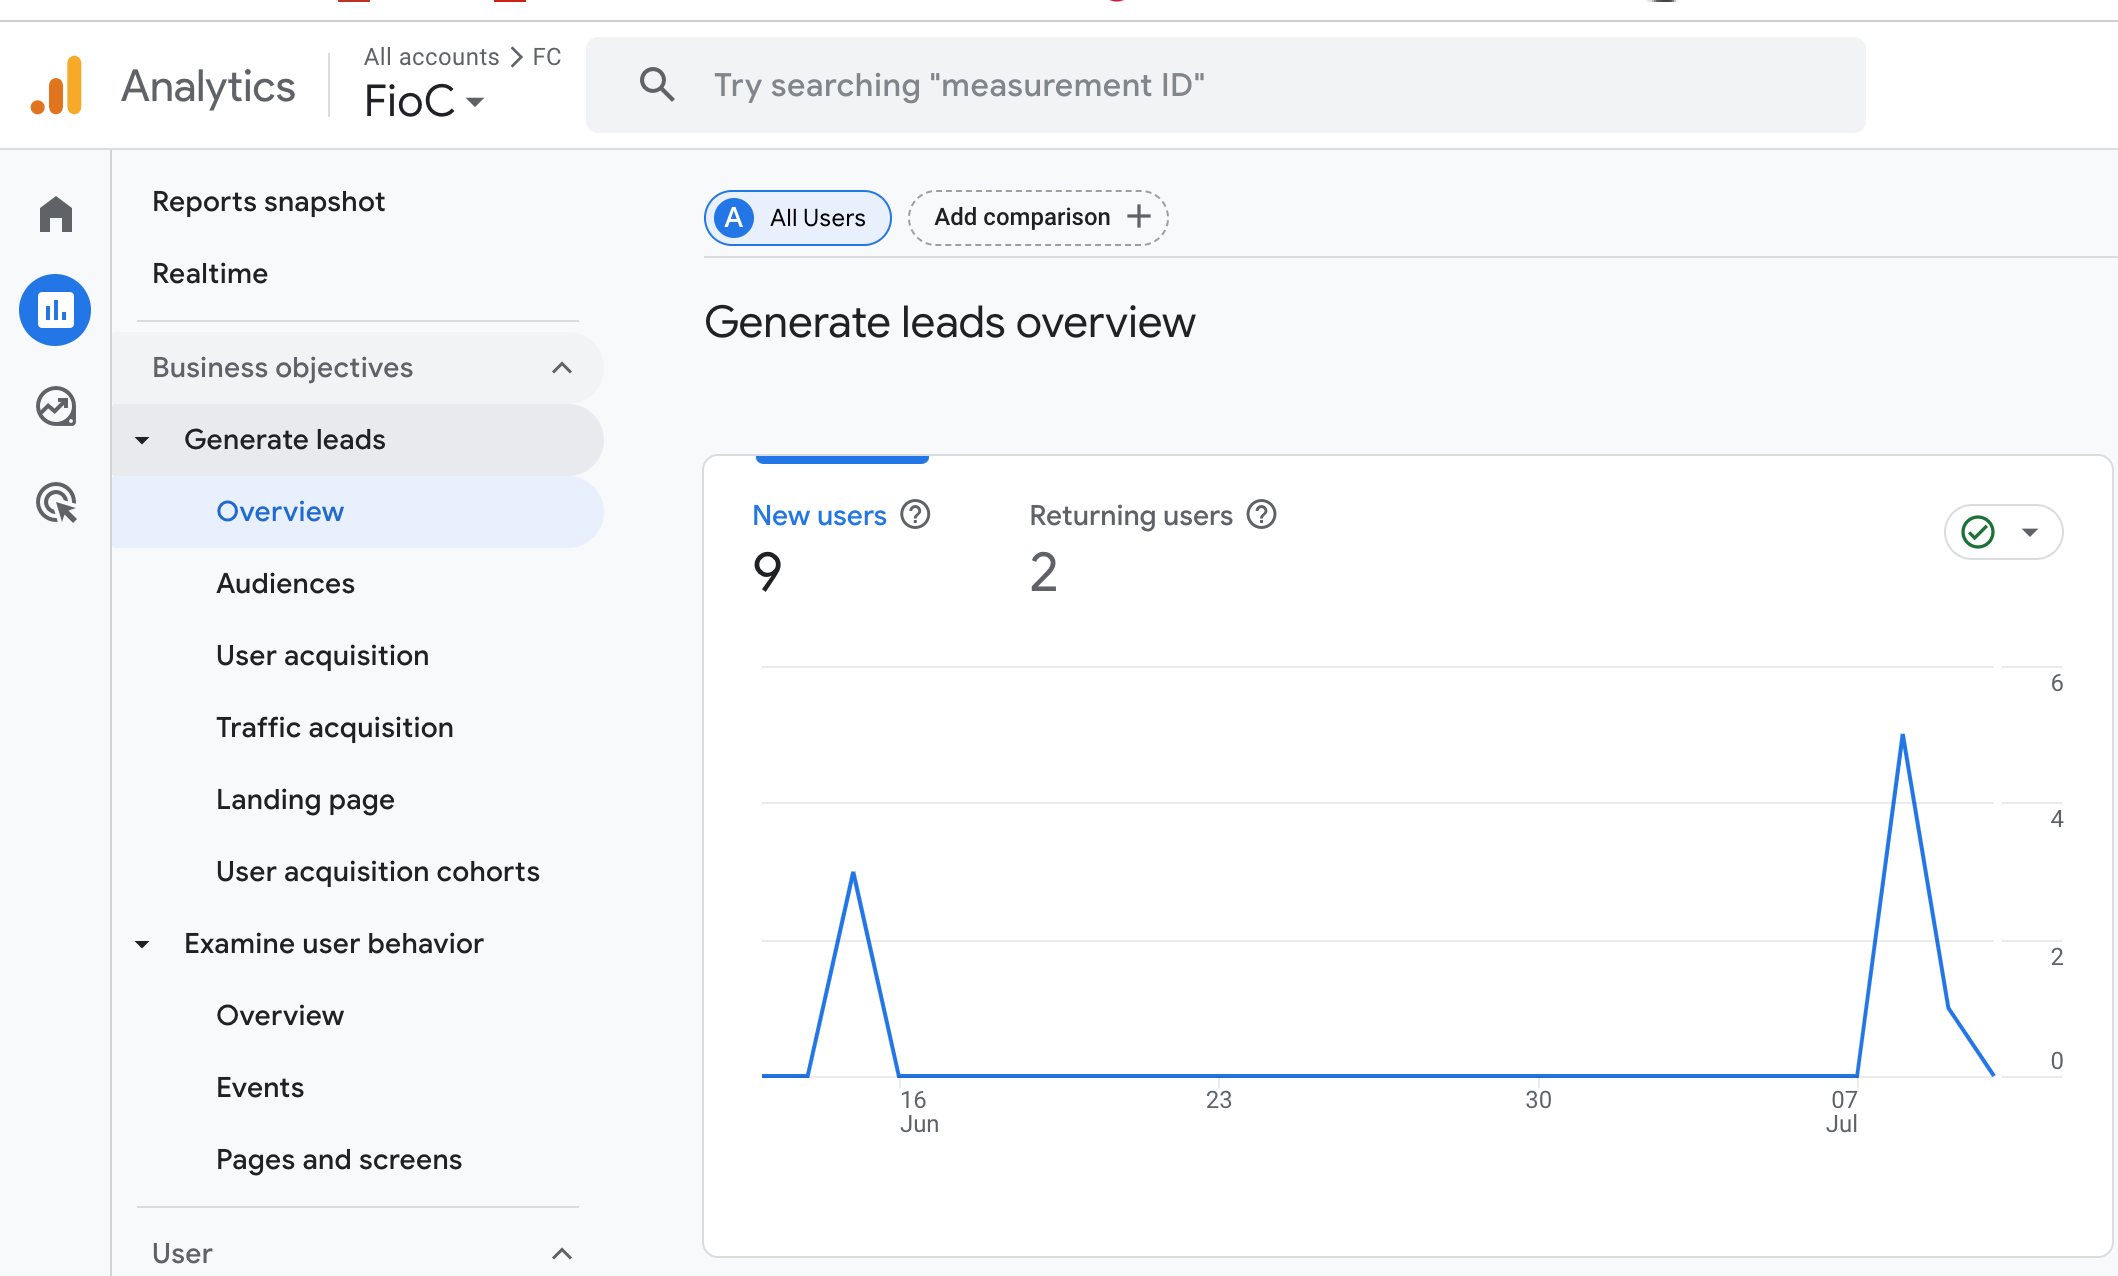 Analytics
All accounts > FC
FioC
Try searching "measurement ID"
Reports snapshot
Realtime
Business objectives
Generate leads
Overview
Audiences
User acquisition
Traffic acquisition
Landing page
User acquisition cohorts
Examine user behavior
Overview
Events
Pages and screens
User
A All Users
Add comparison +
Generate leads overview
New users
9
Returning users
2
6
4
2
0
16 Jun
23
30
07 Jul